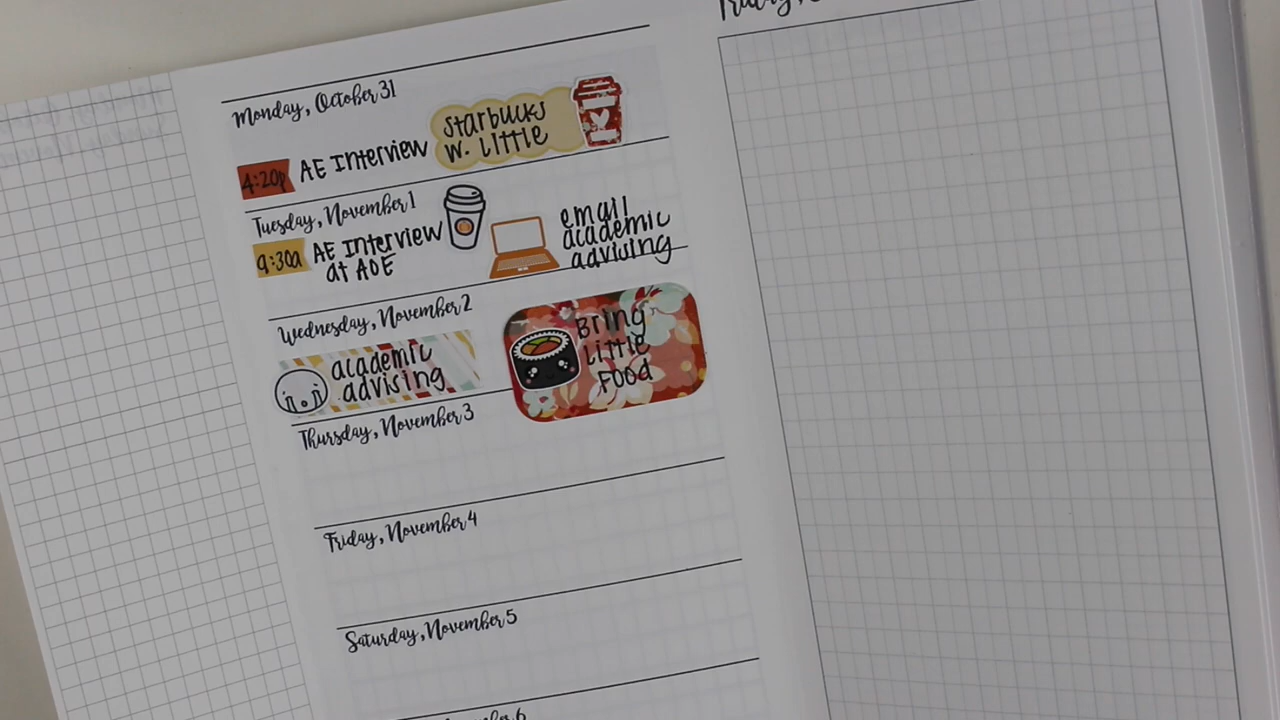 Monday, October 31
4:20p AE Interview
Starbucks
w. Little
Tuesday, November 1
9:30a AE Interview
at AOE
email
academic
advising
Wednesday, November 2
academic
advising
Bring
Little
Food
Thursday, November 3
Friday, November 4
Saturday, November 5